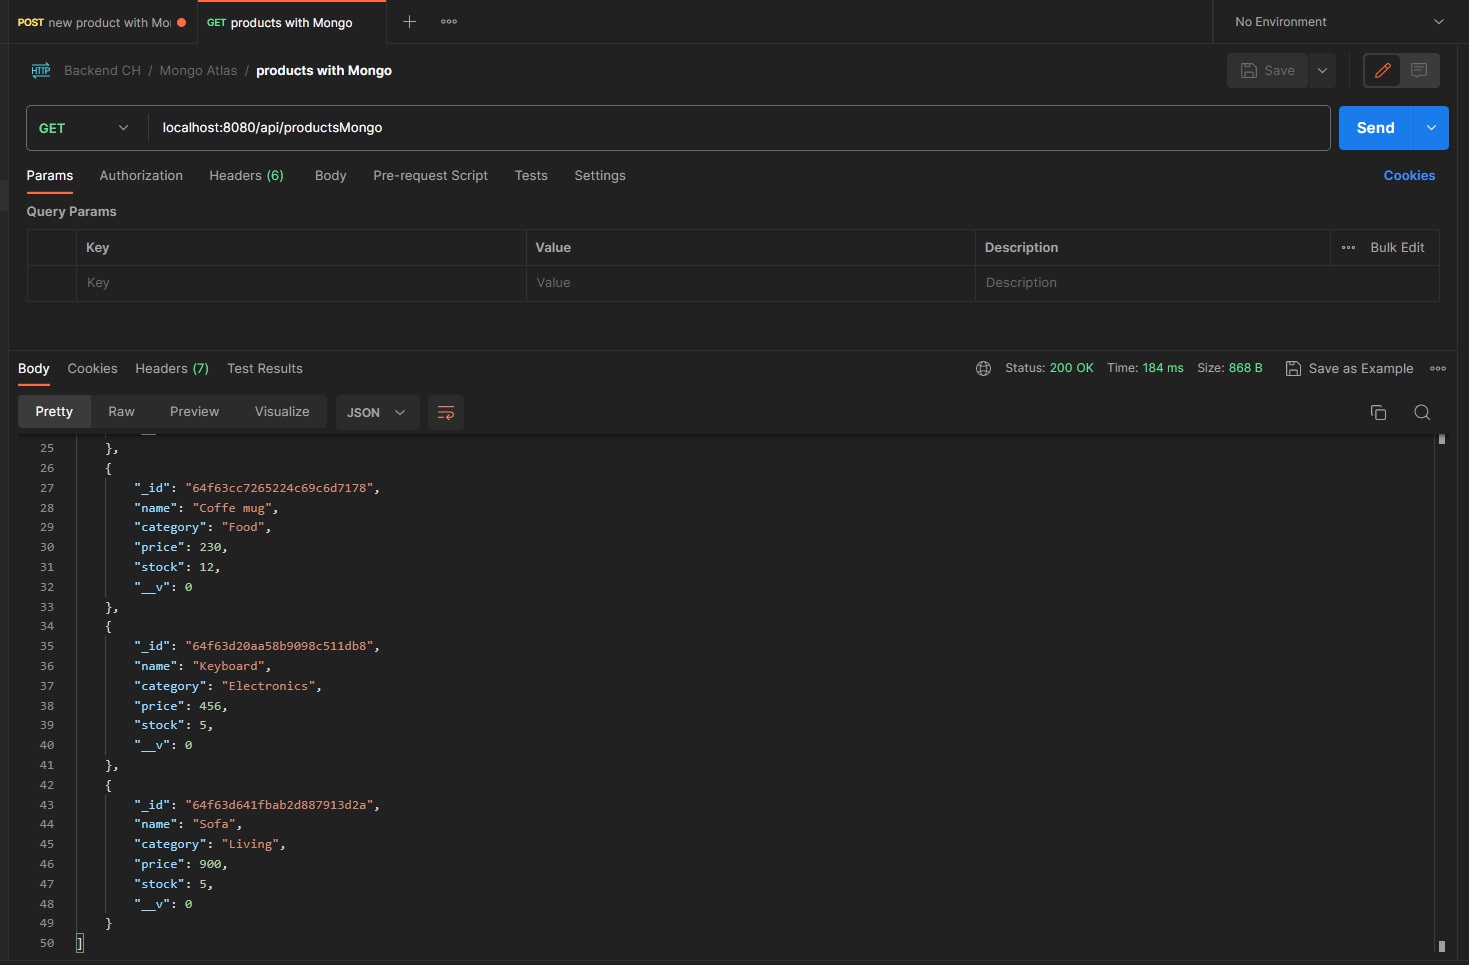 POST new product with Mo
GET products with Mongo
No Environment
HTTP Backend CH / Mongo Atlas / products with Mongo
Save
GET localhost:8080/api/productsMongo Send
Params Authorization Headers (6) Body Pre-request Script Tests Settings Cookies
Query Params
Key Value Description Bulk Edit
Key Value Description
Body Cookies Headers (7) Test Results Status: 200 OK Time: 184 ms Size: 868 B Save as Example
Pretty Raw Preview Visualize JSON
25 },
26 {
27 "_id": "64f63cc7265224c69c6d7178",
28 "name": "Coffe mug",
29 "category": "Food",
30 "price": 230,
31 "stock": 12,
32 "__v": 0
33 },
34 {
35 "_id": "64f63d20aa58b9098c511db8",
36 "name": "Keyboard",
37 "category": "Electronics",
38 "price": 456,
39 "stock": 5,
40 "__v": 0
41 },
42 {
43 "_id": "64f63d641fbab2d887913d2a",
44 "name": "Sofa",
45 "category": "Living",
46 "price": 900,
47 "stock": 5,
48 "__v": 0
49 }
50 ]